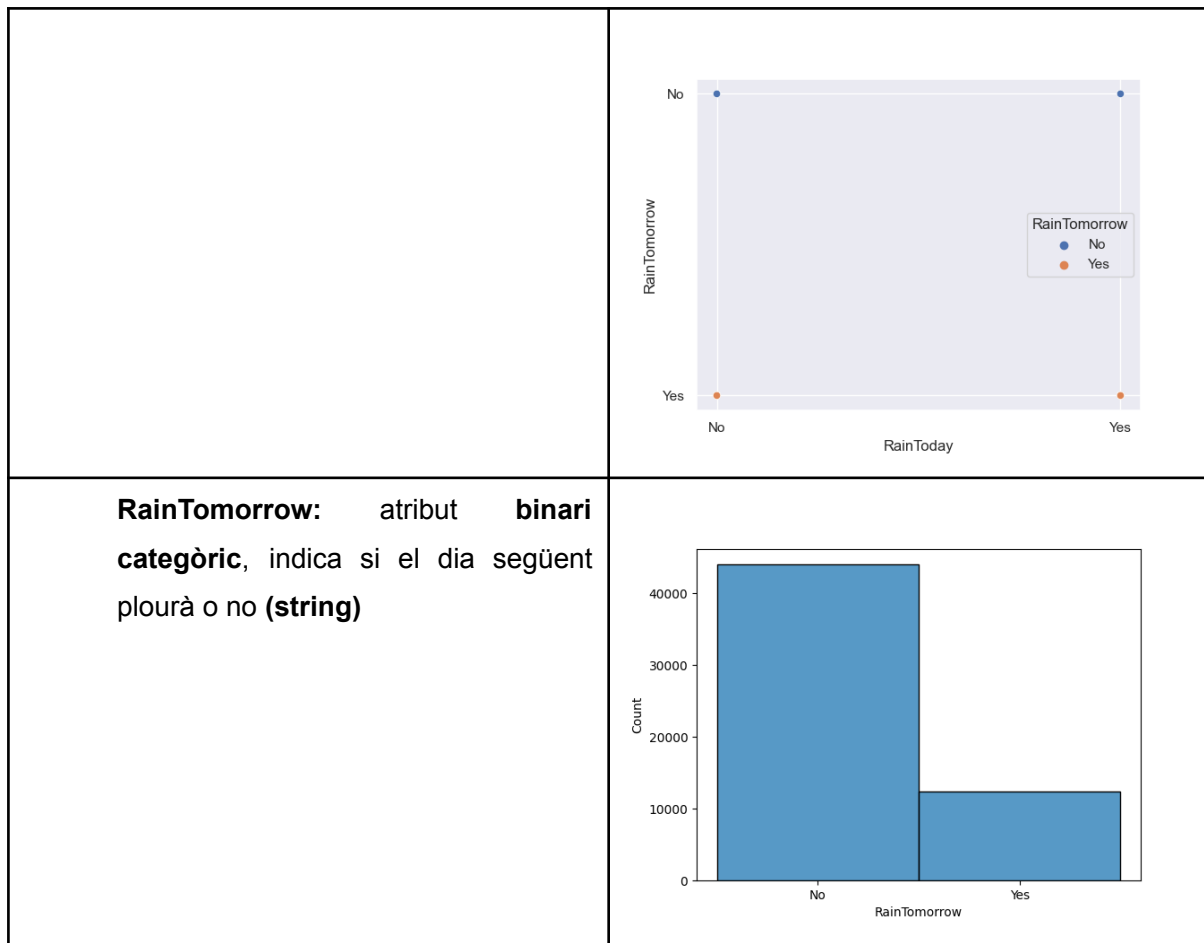 No
RainTomorrow
RainTomorrow
No
Yes
Yes
No
Yes
RainToday
RainTomorrow: atribut binari
categòric, indica si el dia següent
plourà o no (string)
40000
30000
Count
20000
10000
0
No
Yes
RainTomorrow